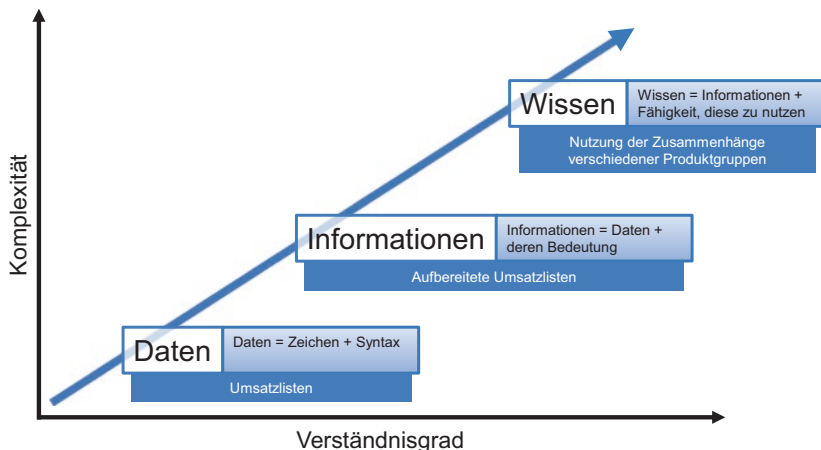 Komplexität
Wissen
Wissen = Informationen +
Fähigkeit, diese zu nutzen
Nutzung der Zusammenhänge
verschiedener Produktgruppen
Informationen
Informationen = Daten +
deren Bedeutung
Aufbereitete Umsatzlisten
Daten
Daten = Zeichen + Syntax
Umsatzlisten
Verständnisgrad